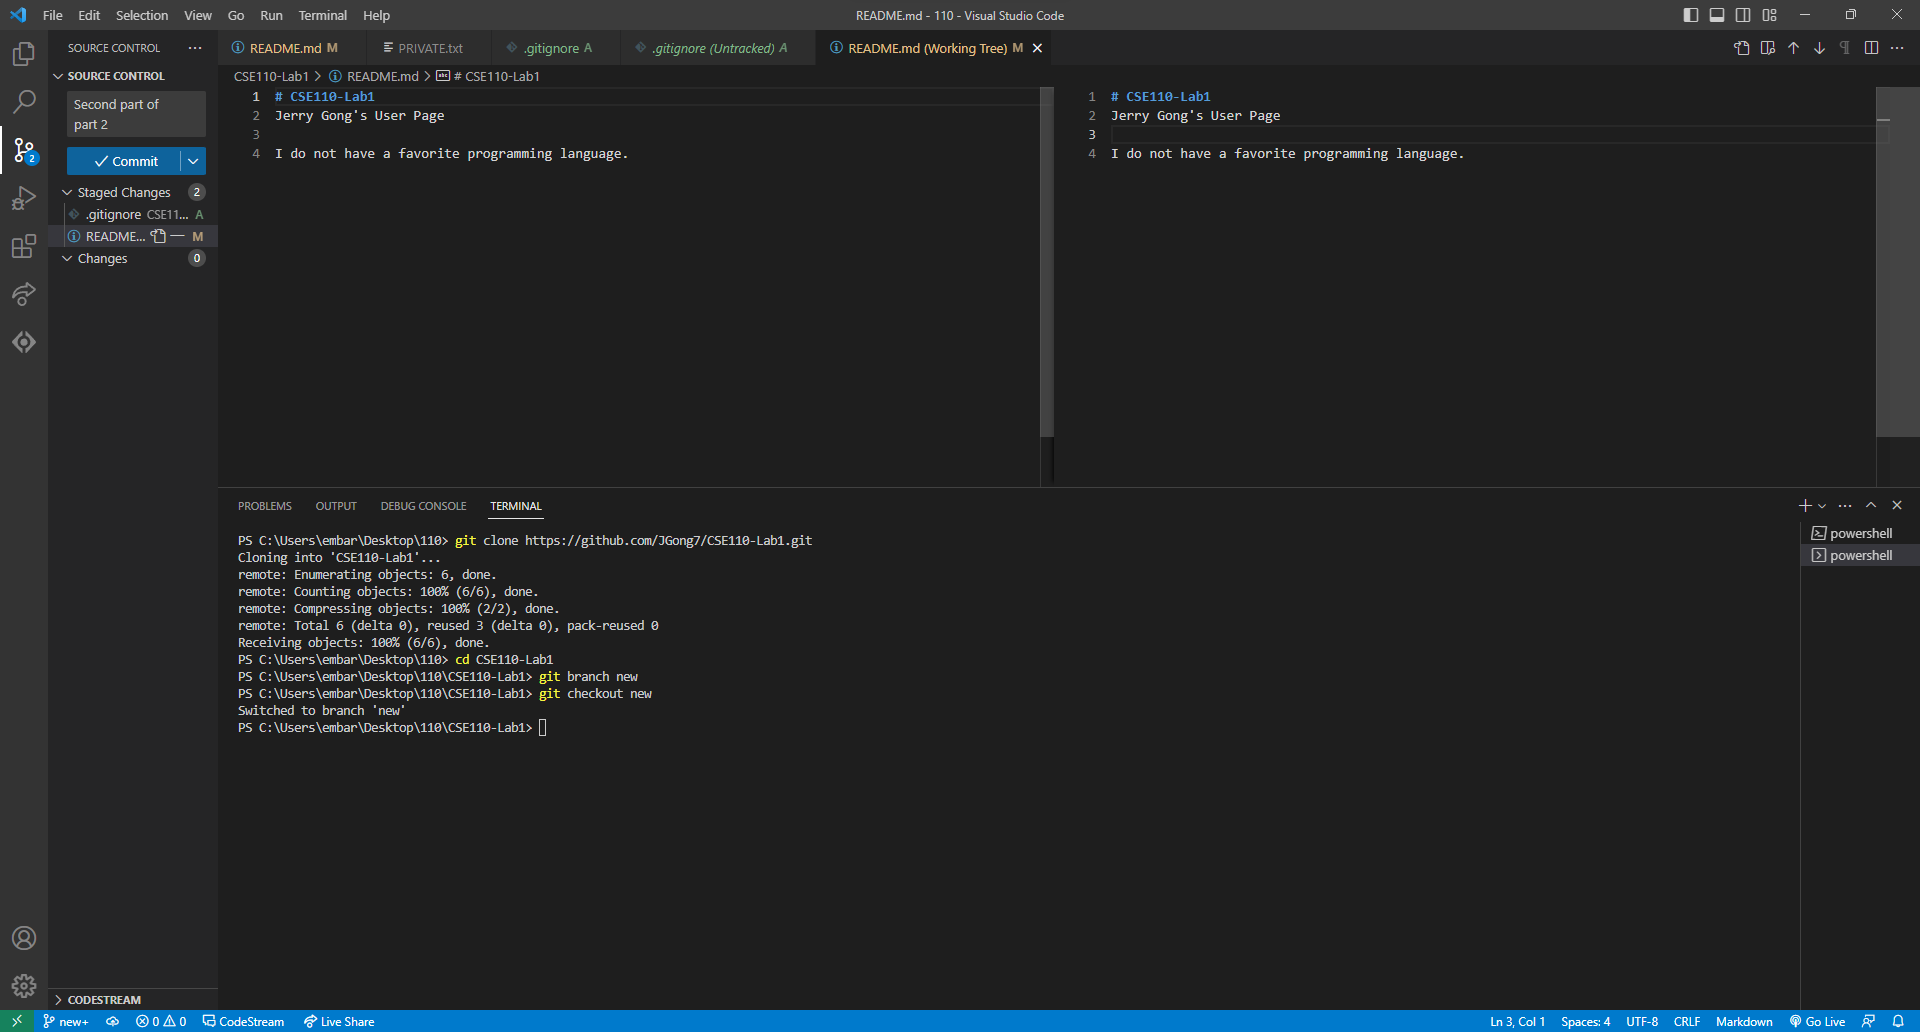 File Edit Selection View Go Run Terminal Help
README.md - 110 - Visual Studio Code
SOURCE CONTROL
SOURCE CONTROL
Second part of
part 2
Commit
Staged Changes 2
.gitignore CSE11... A
README... M
Changes 0
CODESTREAM
README.md M PRIVATE.txt .gitignore A .gitignore (Untracked) A README.md (Working Tree) M
CSE110-Lab1 > README.md > # CSE110-Lab1
1 # CSE110-Lab1
2 Jerry Gong's User Page
3
4 I do not have a favorite programming language.
1 # CSE110-Lab1
2 Jerry Gong's User Page
3
4 I do not have a favorite programming language.
PROBLEMS OUTPUT DEBUG CONSOLE TERMINAL
PS C:\Users\embar\Desktop\110> git clone https://github.com/JGong7/CSE110-Lab1.git
Cloning into 'CSE110-Lab1'...
remote: Enumerating objects: 6, done.
remote: Counting objects: 100% (6/6), done.
remote: Compressing objects: 100% (2/2), done.
remote: Total 6 (delta 0), reused 3 (delta 0), pack-reused 0
Receiving objects: 100% (6/6), done.
PS C:\Users\embar\Desktop\110> cd CSE110-Lab1
PS C:\Users\embar\Desktop\110\CSE110-Lab1> git branch new
PS C:\Users\embar\Desktop\110\CSE110-Lab1> git checkout new
Switched to branch 'new'
PS C:\Users\embar\Desktop\110\CSE110-Lab1>
powershell
powershell
2
new+ 0 0 CodeStream Live Share
Ln 3, Col 1 Spaces: 4 UTF-8 CRLF Markdown Go Live